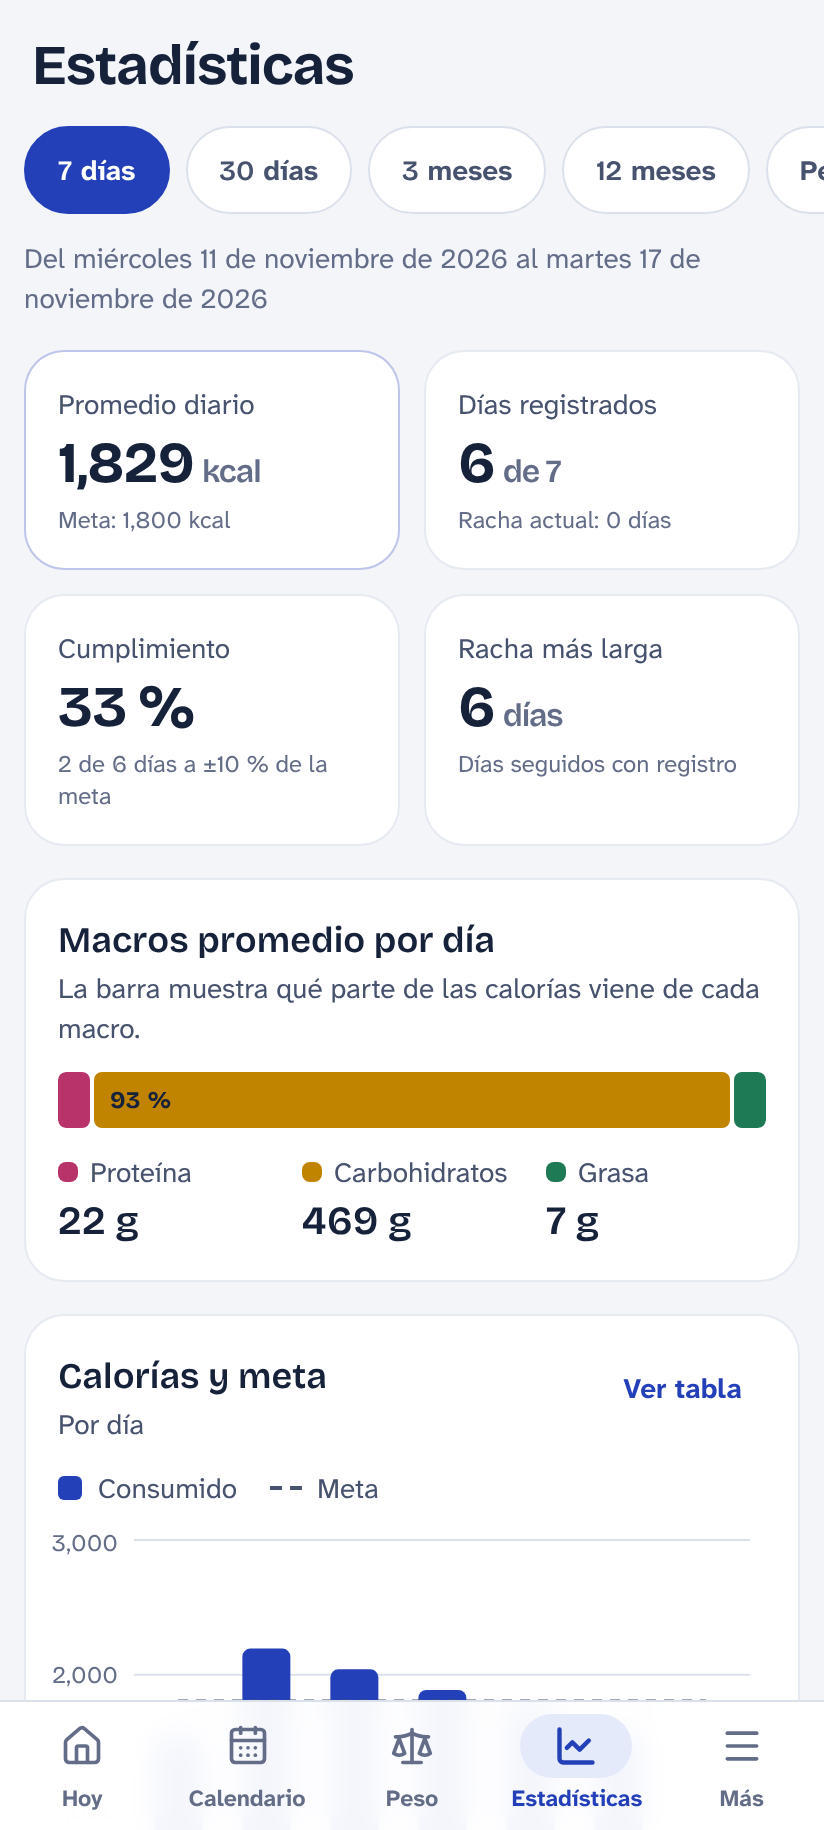 Estadísticas
7 días
30 días
3 meses
12 meses
Del miércoles 11 de noviembre de 2026 al martes 17 de
noviembre de 2026
Promedio diario
1,829 kcal
Meta: 1,800 kcal
Días registrados
6 de 7
Racha actual: 0 días
Cumplimiento
33 %
2 de 6 días a ±10 % de la
meta
Racha más larga
6 días
Días seguidos con registro
Macros promedio por día
La barra muestra qué parte de las calorías viene de cada
macro.
93 %
Proteína
22 g
Carbohidratos
469 g
Grasa
7 g
Calorías y meta
Ver tabla
Por día
Consumido
Meta
3,000
2,000
Hoy
Calendario
Peso
Estadísticas
Más